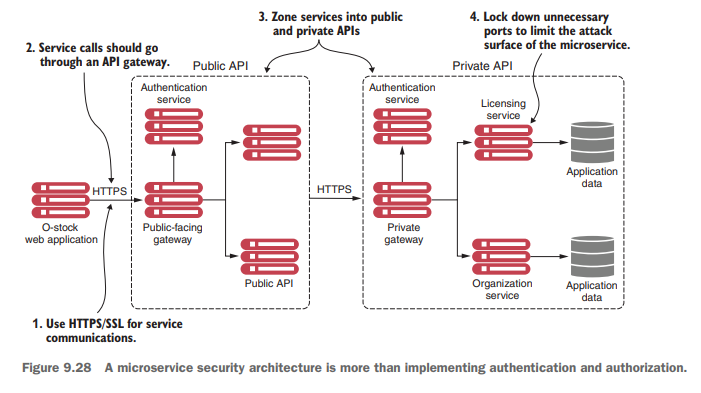 3. Zone services into public
and private APIs
4. Lock down unnecessary
ports to limit the attack
surface of the microservice.
2. Service calls should go
through an API gateway.
Public API
Private API
Authentication
service
Authentication
service
Licensing
service
HTTPS
HTTPS
Application
data
O-stock
web application
Public-facing
gateway
Private
gateway
Public API
Organization
service
Application
data
1. Use HTTPS/SSL for service
communications.
Figure 9.28 A microservice security architecture is more than implementing authentication and authorization.